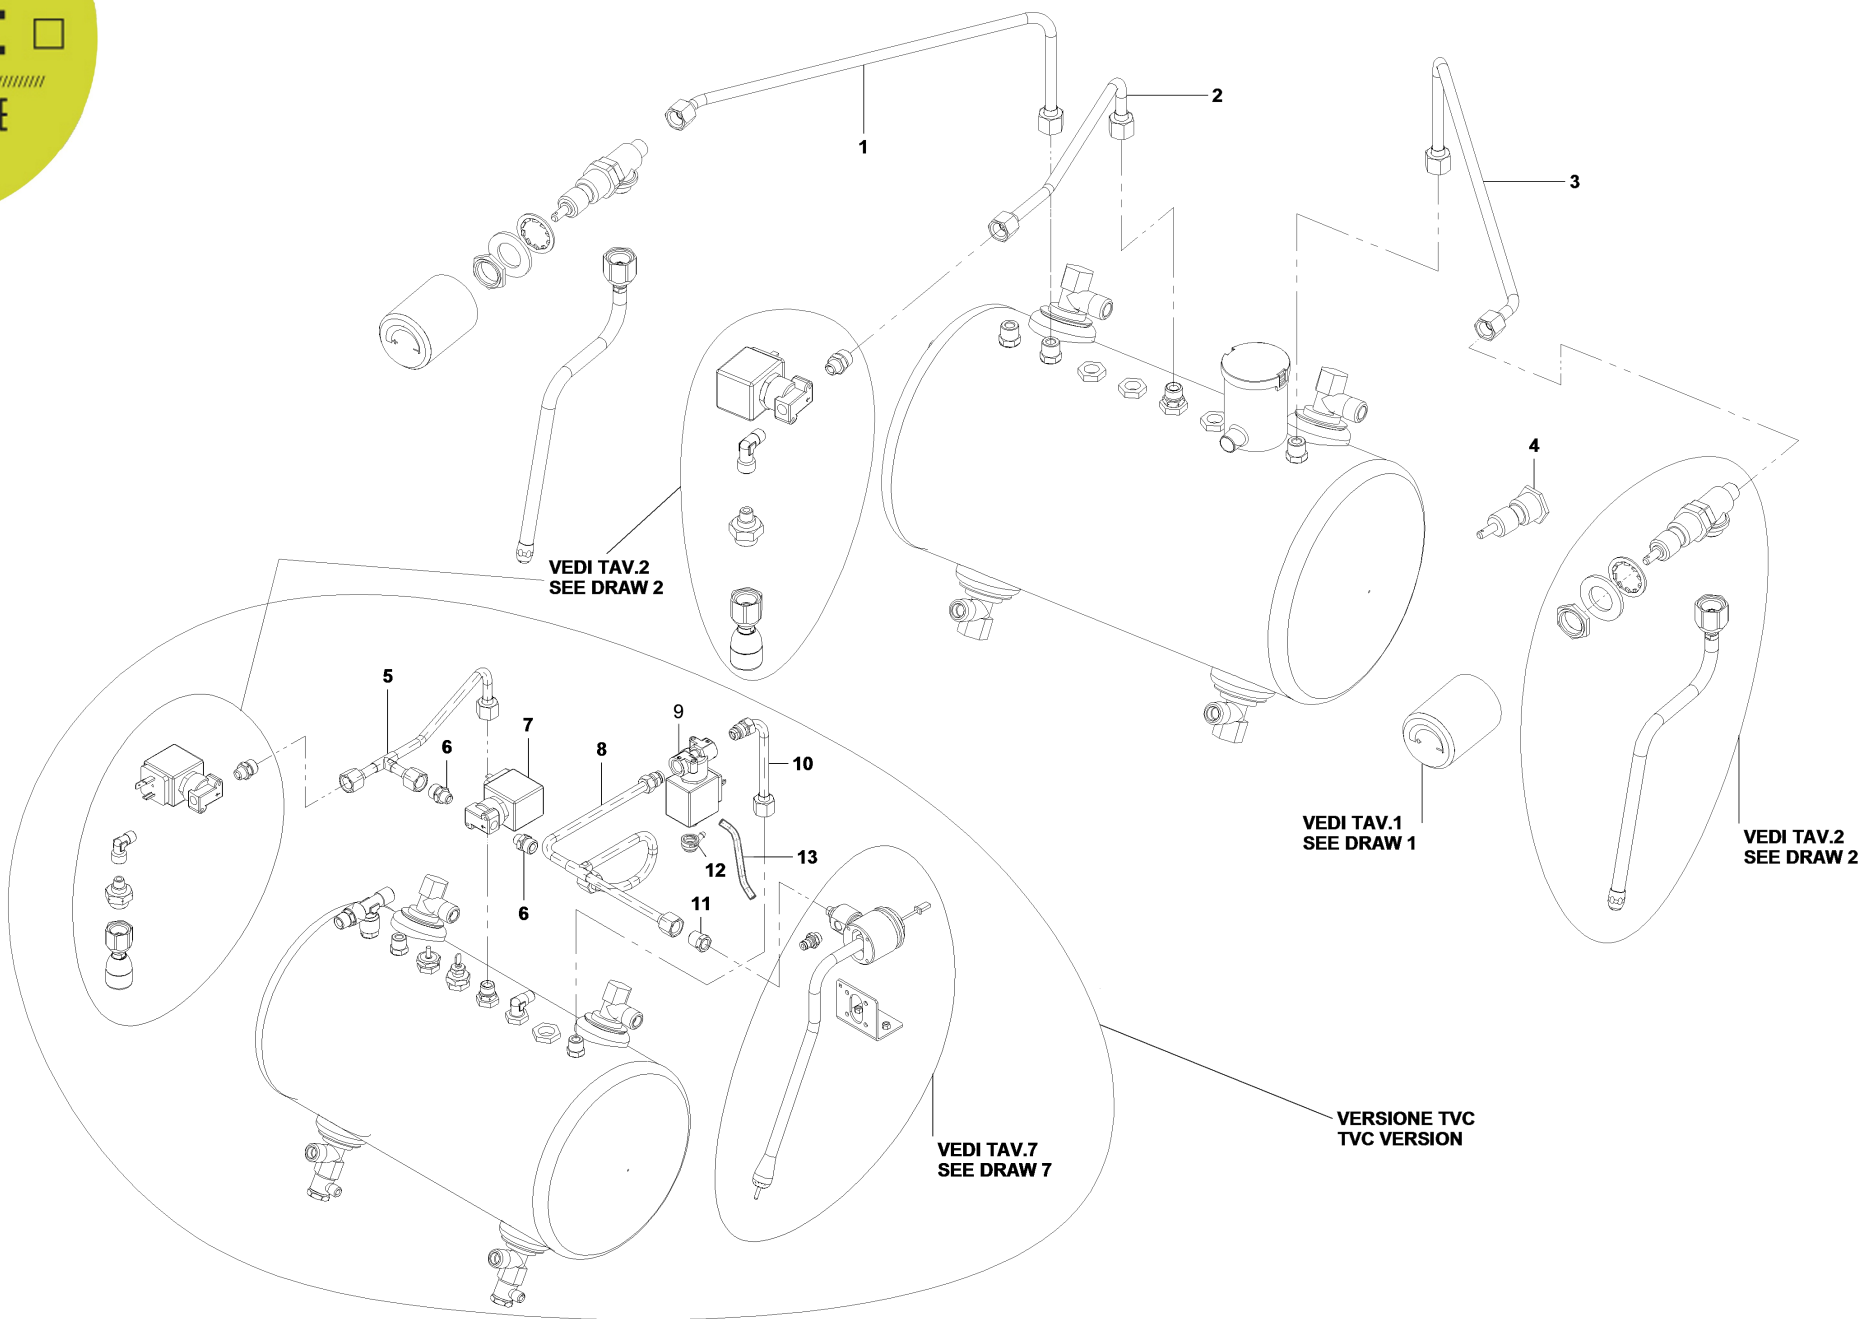 E
1
2
3
4
VEDI TAV.2
SEE DRAW 2
5
6
7
8
9
10
VEDI TAV.1
SEE DRAW 1
VEDI TAV.2
SEE DRAW 2
12
13
6
11
VERSIONE TVC
TVC VERSION
VEDI TAV.7
SEE DRAW 7